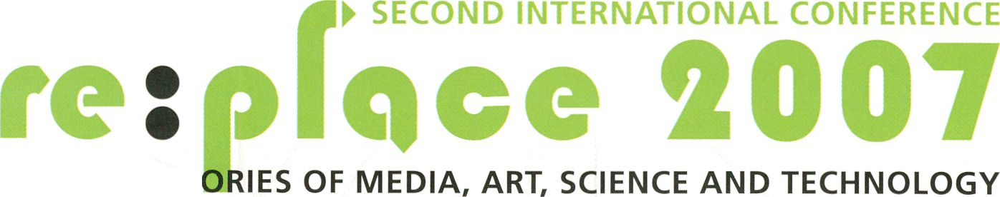 SECOND INTERNATIONAL CONFERENCE
re:place 2007
ORIES OF MEDIA, ART, SCIENCE AND TECHNOLOGY